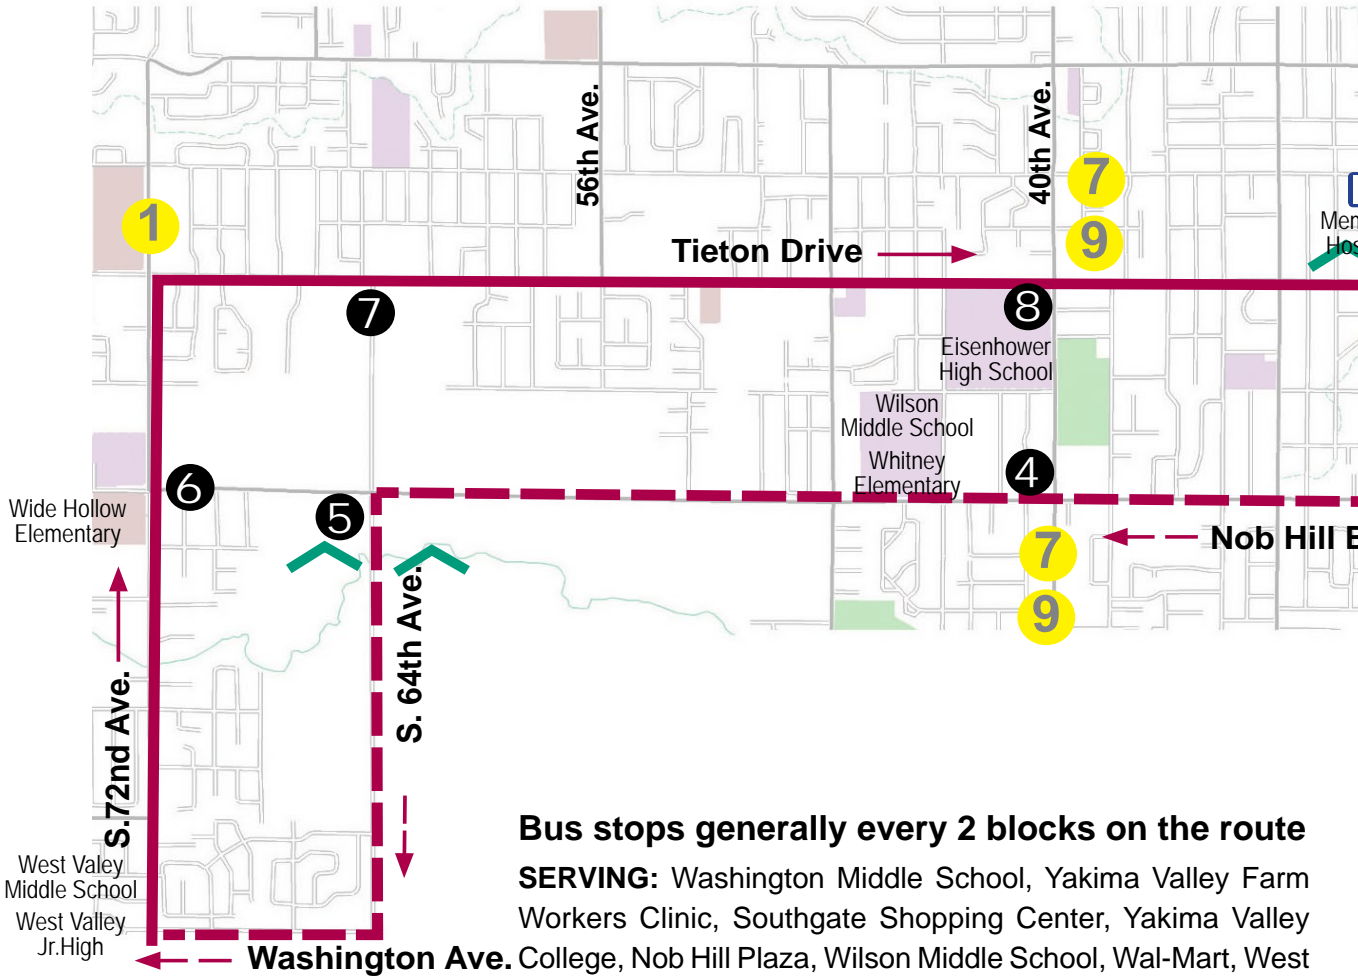 56th Ave.
40th Ave.
7
1
9
Tieton Drive
7
8
Eisenhower
High School
Wilson
Middle School
Whitney
Elementary
4
6
5
Wide Hollow
Elementary
7
Nob Hill
9
S. 64th Ave.
S.72nd Ave.
West Valey
Middle School
West Valley
Jr.High
Washington Ave.
Bus stops generally every 2 blocks on the route
SERVING: Washington Middle School, Yakima Valley Farm
Workers Clinic, Southgate Shopping Center, Yakima Valley
College, Nob Hill Plaza, Wilson Middle School, Wal-Mart, West